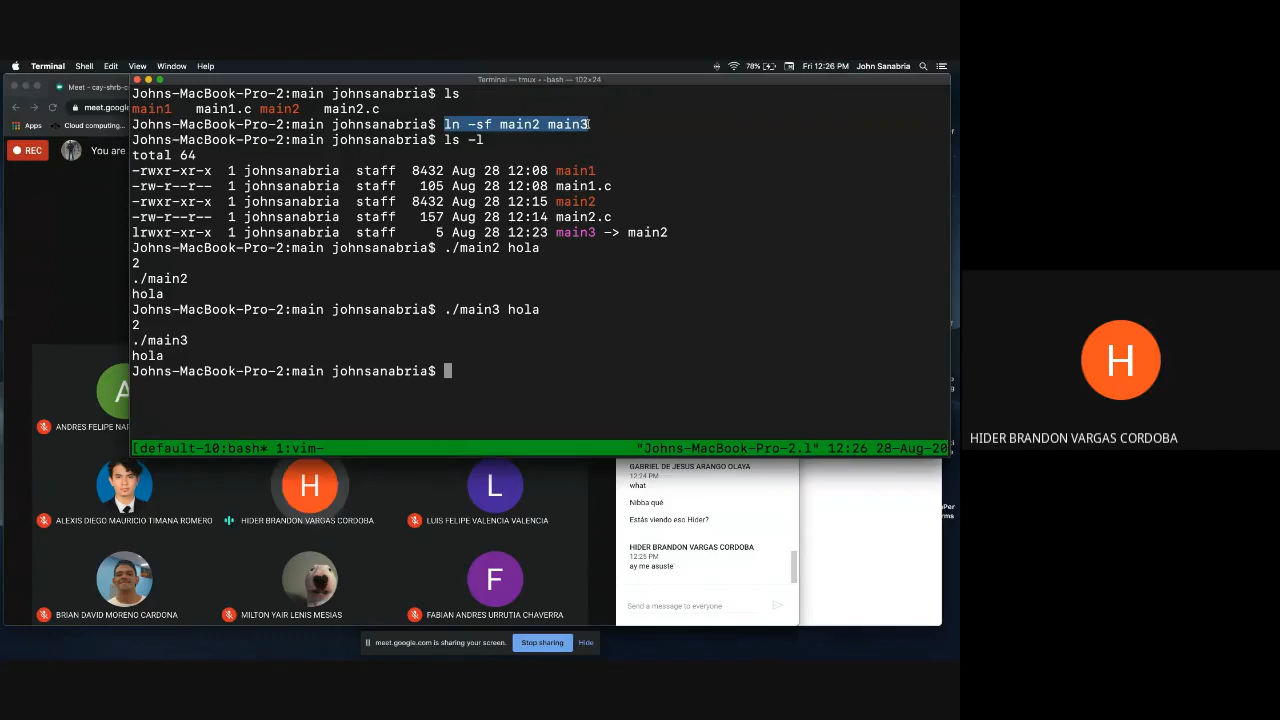 Terminal Shell Edit View Window Help
78% Fri 12:26 PM John Sanabria
Terminal — tmux • -bash — 102×24
Meet - cay-shrb-c
meet.google
Apps Cloud computing...
REC You are
Johns-MacBook-Pro-2:main johnsanabria$ ls
main1 main1.c main2 main2.c
Johns-MacBook-Pro-2:main johnsanabria$ ln -sf main2 main3
Johns-MacBook-Pro-2:main johnsanabria$ ls -l
total 64
-rwxr-xr-x 1 johnsanabria staff 8432 Aug 28 12:08 main1
-rw-r--r-- 1 johnsanabria staff 105 Aug 28 12:08 main1.c
-rwxr-xr-x 1 johnsanabria staff 8432 Aug 28 12:15 main2
-rw-r--r-- 1 johnsanabria staff 157 Aug 28 12:14 main2.c
lrwxr-xr-x 1 johnsanabria staff 5 Aug 28 12:23 main3 -> main2
Johns-MacBook-Pro-2:main johnsanabria$ ./main2 hola
2
./main2
hola
Johns-MacBook-Pro-2:main johnsanabria$ ./main3 hola
2
./main3
hola
Johns-MacBook-Pro-2:main johnsanabria$
[default-10:bash* 1:vim- "Johns-MacBook-Pro-2.l" 12:26 28-Aug-20
A
ANDRES FELIPE NAR
H
L
ALEXIS DIEGO MAURICIO TIMANA ROMERO
HIDER BRANDON VARGAS CORDOBA
LUIS FELIPE VALENCIA VALENCIA
F
BRIAN DAVID MORENO CARDONA
MILTON YAIR LENIS MESIAS
FABIAN ANDRES URRUTIA CHAVERRA
GABRIEL DE JESUS ARANGO OLAYA
12:24 PM
what
Nibba qué
Estás viendo eso Hider?
HIDER BRANDON VARGAS CORDOBA
12:25 PM
ay me asuste
Send a message to everyone
meet.google.com is sharing your screen. Stop sharing Hide
H
HIDER BRANDON VARGAS CORDOBA